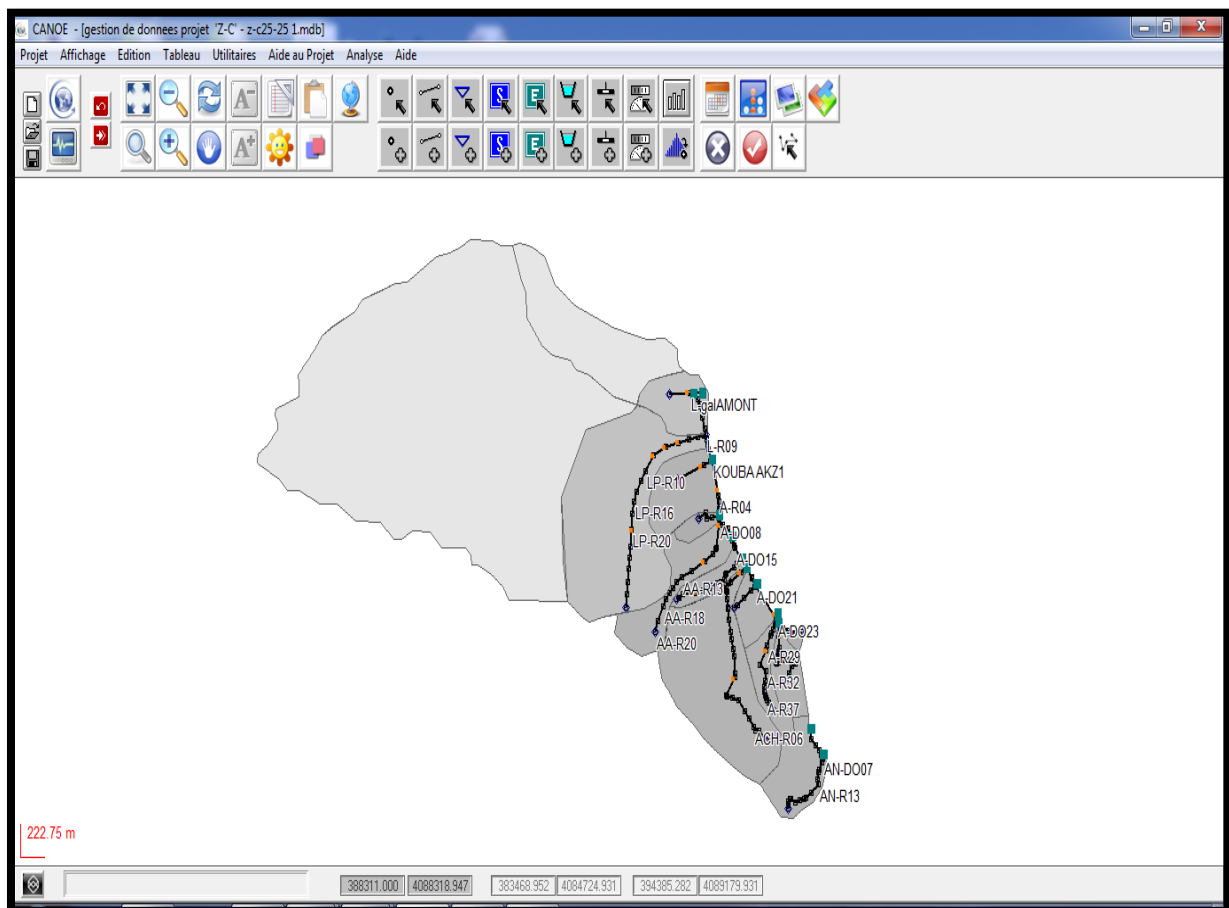 CANOE - [gestion de donnees projet 'Z-C' - z-c25-25 1.mdb]
Projet Affichage Edition Tableau Utilitaires Aide au Projet Analyse Aide
A-
S
E
A+
S
E
L-galAMONT
L-R09
KOUBA AKZ1
LP-R10
A-R04
LP-R16
A-DO08
LP-R20
A-DO15
AA-R13
A-DO21
AA-R18
A-DO23
AA-R20
A-R29
A-R32
A-R37
ACH-R06
AN-DO07
AN-R13
222.75 m
388311.000 4088318.947 383468.952 4084724.931 394385.282 4089179.931